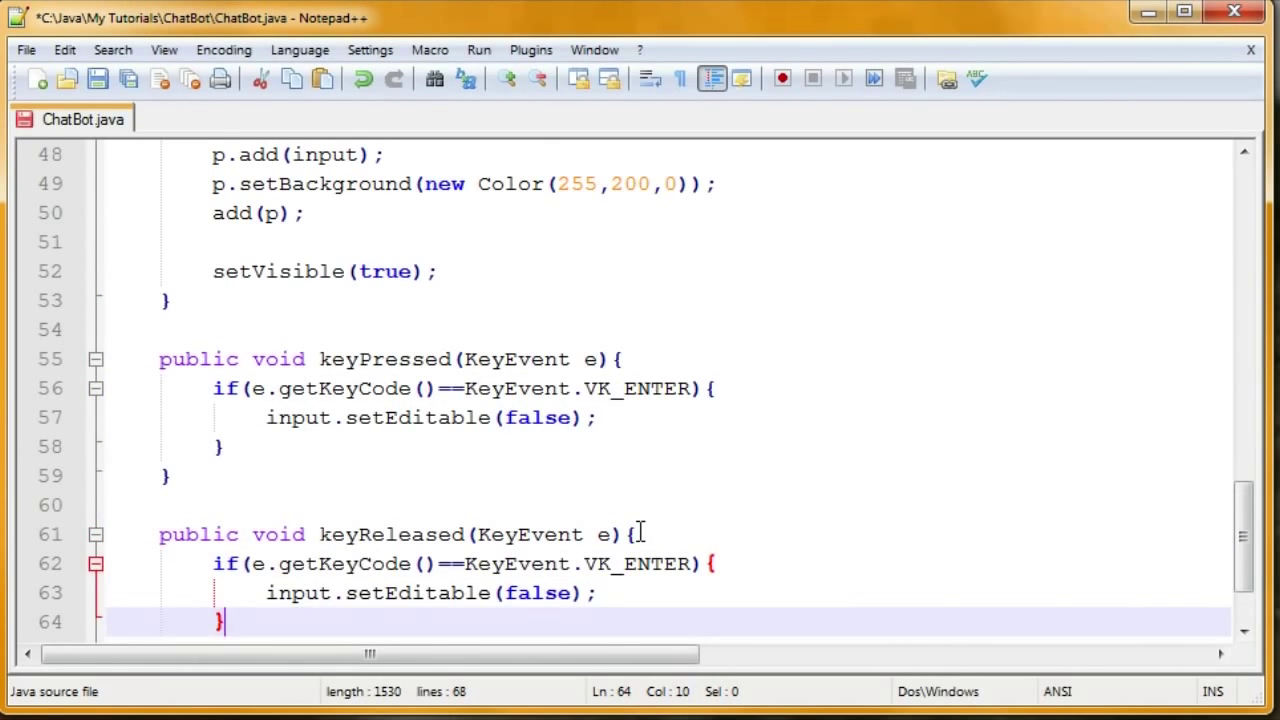 *C:\Java\My Tutorials\ChatBot\ChatBot.java - Notepad++
File Edit Search View Encoding Language Settings Macro Run Plugins Window ? X
ABC
ChatBot.java
48 p.add(input);
49 p.setBackground(new Color(255,200,0));
50 add(p);
51
52 setVisible(true);
53 }
54
55 public void keyPressed(KeyEvent e){
56 if(e.getKeyCode()==KeyEvent.VK_ENTER){
57 input.setEditable(false);
58 }
59 }
60
61 public void keyReleased(KeyEvent e){
62 if(e.getKeyCode()==KeyEvent.VK_ENTER){
63 input.setEditable(false);
64 }
Java source file length : 1530 lines : 68 Ln : 64 Col : 10 Sel : 0 Dos\Windows ANSI INS